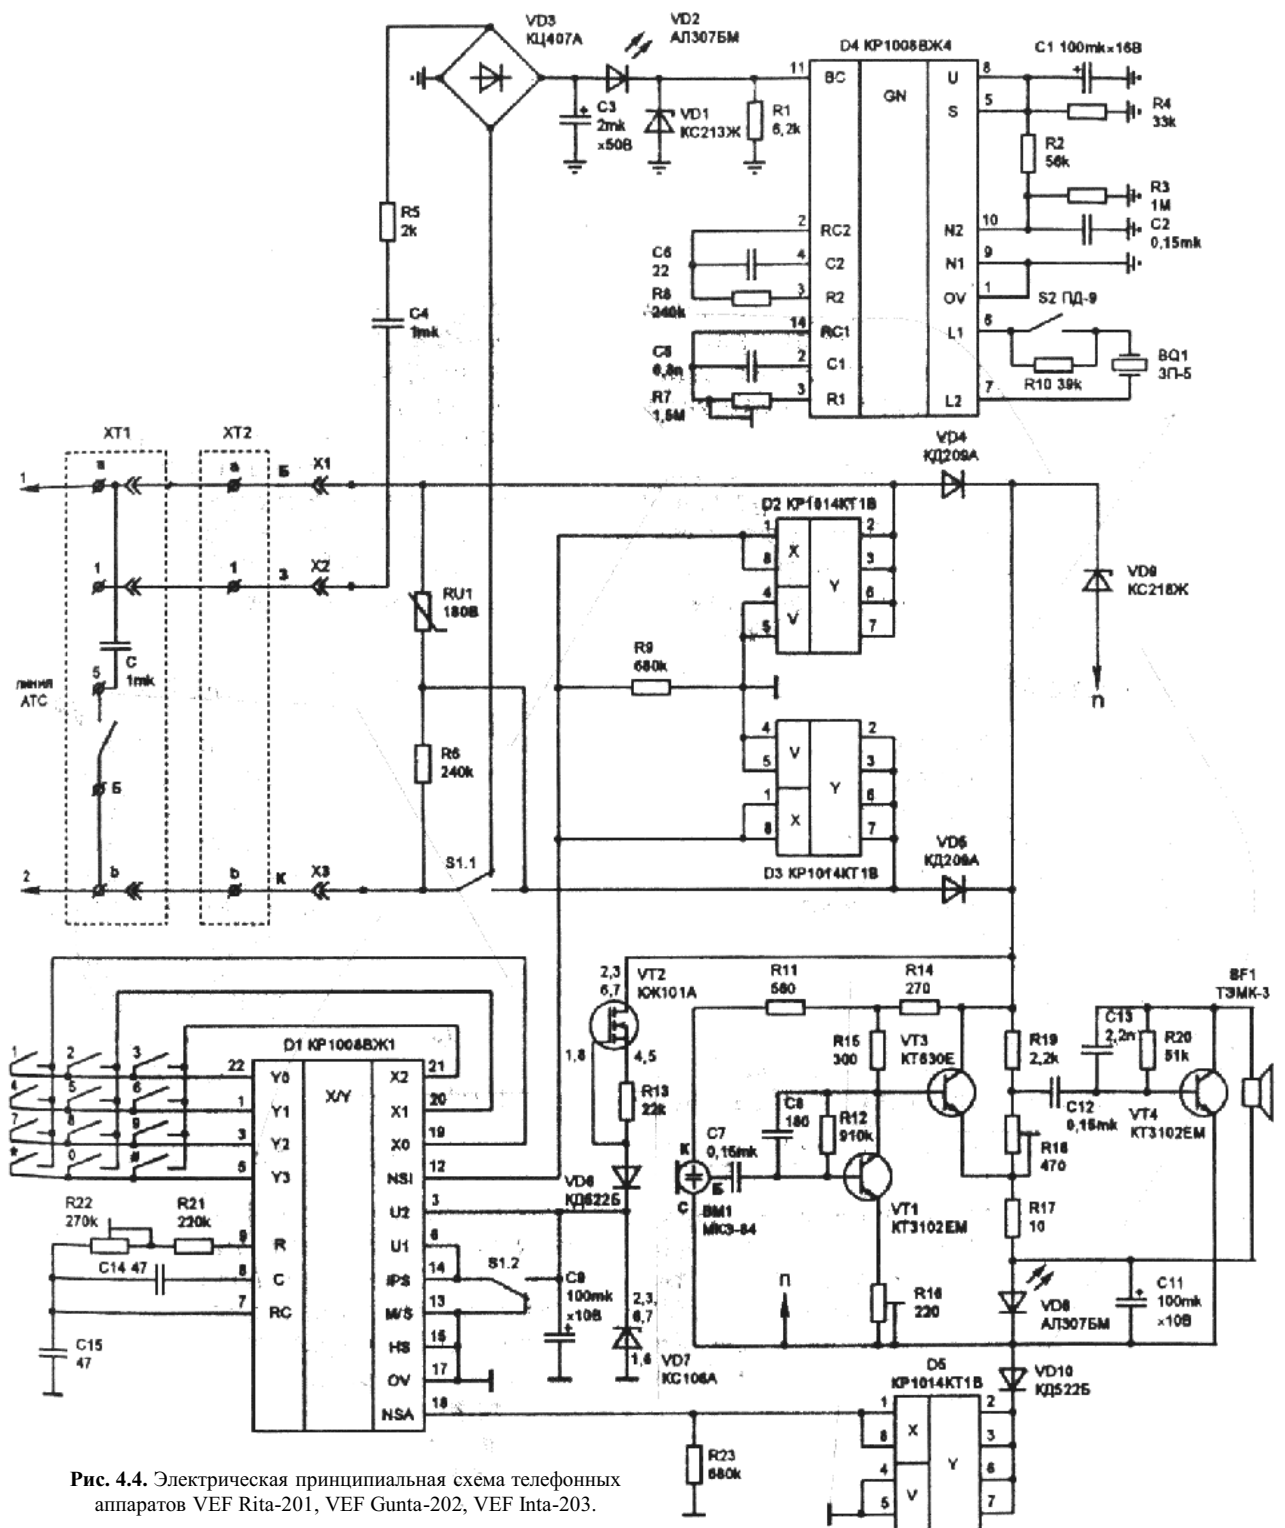 VD3
КЦ407А
VD2
АЛ307БМ
D4 КР1008ВЖ4
C1 100mk×16В
11
BC
GN
U
8
S
5
C3
2mk
×50В
VD1
КС213Ж
R1
6,2k
R4
33k
R2
56k
R3
1M
C2
0,15mk
R5
2k
2
RC2
N2
10
C6
22
4
C2
N1
9
R8
240k
3
R2
OV
1
S2 ПД-9
C4
1mk
14
RC1
L1
6
C5
6,8n
2
C1
R10 39k
BQ1
ЗП-5
R7
1,5M
3
R1
L2
7
XT1
XT2
VD4
КД209А
1
a
a
Б
X1
D2 КР1014КТ1В
1
8
X
2
3
Y
4
5
V
6
7
1
1
З
X2
RU1
180В
VD9
КС218Ж
C
1mk
5
линия
АТС
R9
680k
П
Б
R6
240k
4
5
V
2
3
Y
1
8
X
6
7
S1.1
VD5
КД209А
2
b
b
К
X3
D3 КР1014КТ1В
2,3
6,7
VT2
КЖ101А
R11
560
R14
270
BF1
ТЭМК-3
1
2
3
D1 КР1008ВЖ1
1,8
4,5
R15
300
VT3
КТ630Е
R19
2,2k
C13
2,2n
R20
51k
4
5
6
22
Y0
X/Y
X2
21
R13
22k
7
8
9
1
Y1
X1
20
C8
180
R12
910k
C12
0,15mk
VT4
КТ3102ЕМ
*
0
#
3
Y2
X0
19
C7
0,15mk
R18
470
5
Y3
NSI
12
К
Б
С
VD6
КД522Б
BM1
МКЭ-84
VT1
КТ3102ЕМ
R17
10
R22
270k
R21
220k
U2
3
9
R
U1
6
C14 47
8
C
IPS
14
S1.2
C9
100mk
×10В
П
R16
220
VD8
АЛ307БМ
C11
100mk
×10В
7
RC
M/S
13
2,3,
6,7
C15
47
HS
15
1,8
VD7
КС106А
OV
17
D5
КР1014КТ1В
VD10
КД522Б
NSA
18
1
8
X
2
3
Y
R23
680k
4
5
V
6
7
Рис. 4.4. Электрическая принципиальная схема телефонных
аппаратов VEF Rita-201, VEF Gunta-202, VEF Inta-203.